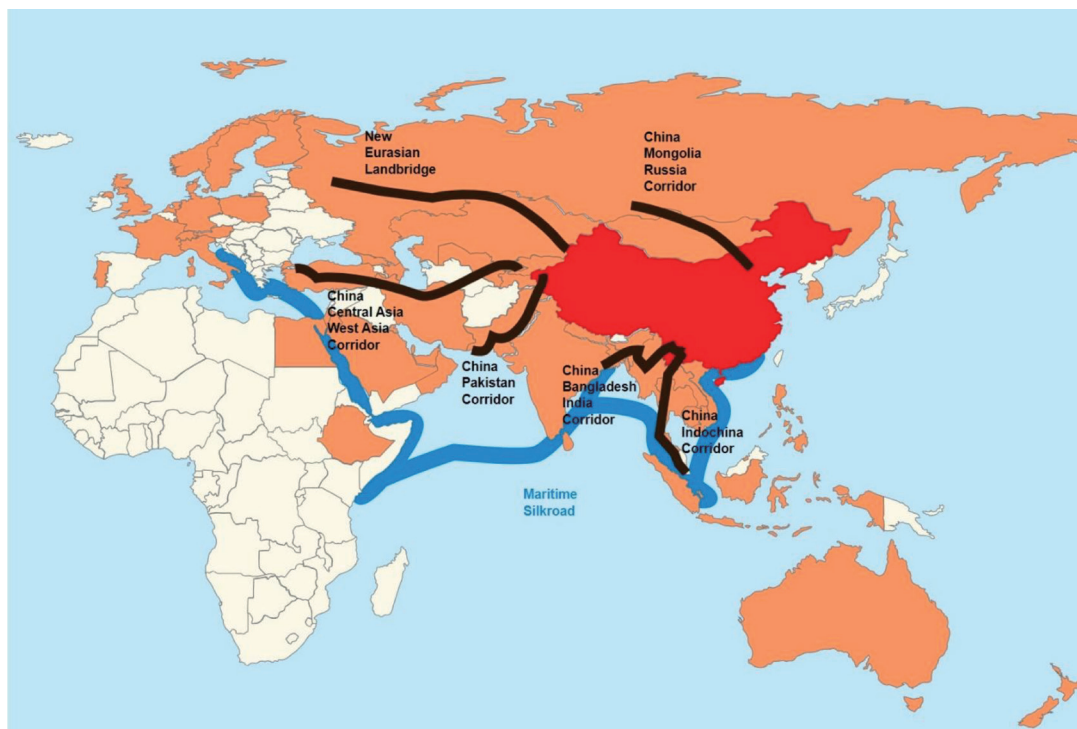 New
Eurasian
Landbridge
China
Mongolia
Russia
Corridor
China
Central Asia
West Asia
Corridor
China
Pakistan
Corridor
China
Bangladesh
India
Corridor
China
Indochina
Corridor
Maritime
Silkroad